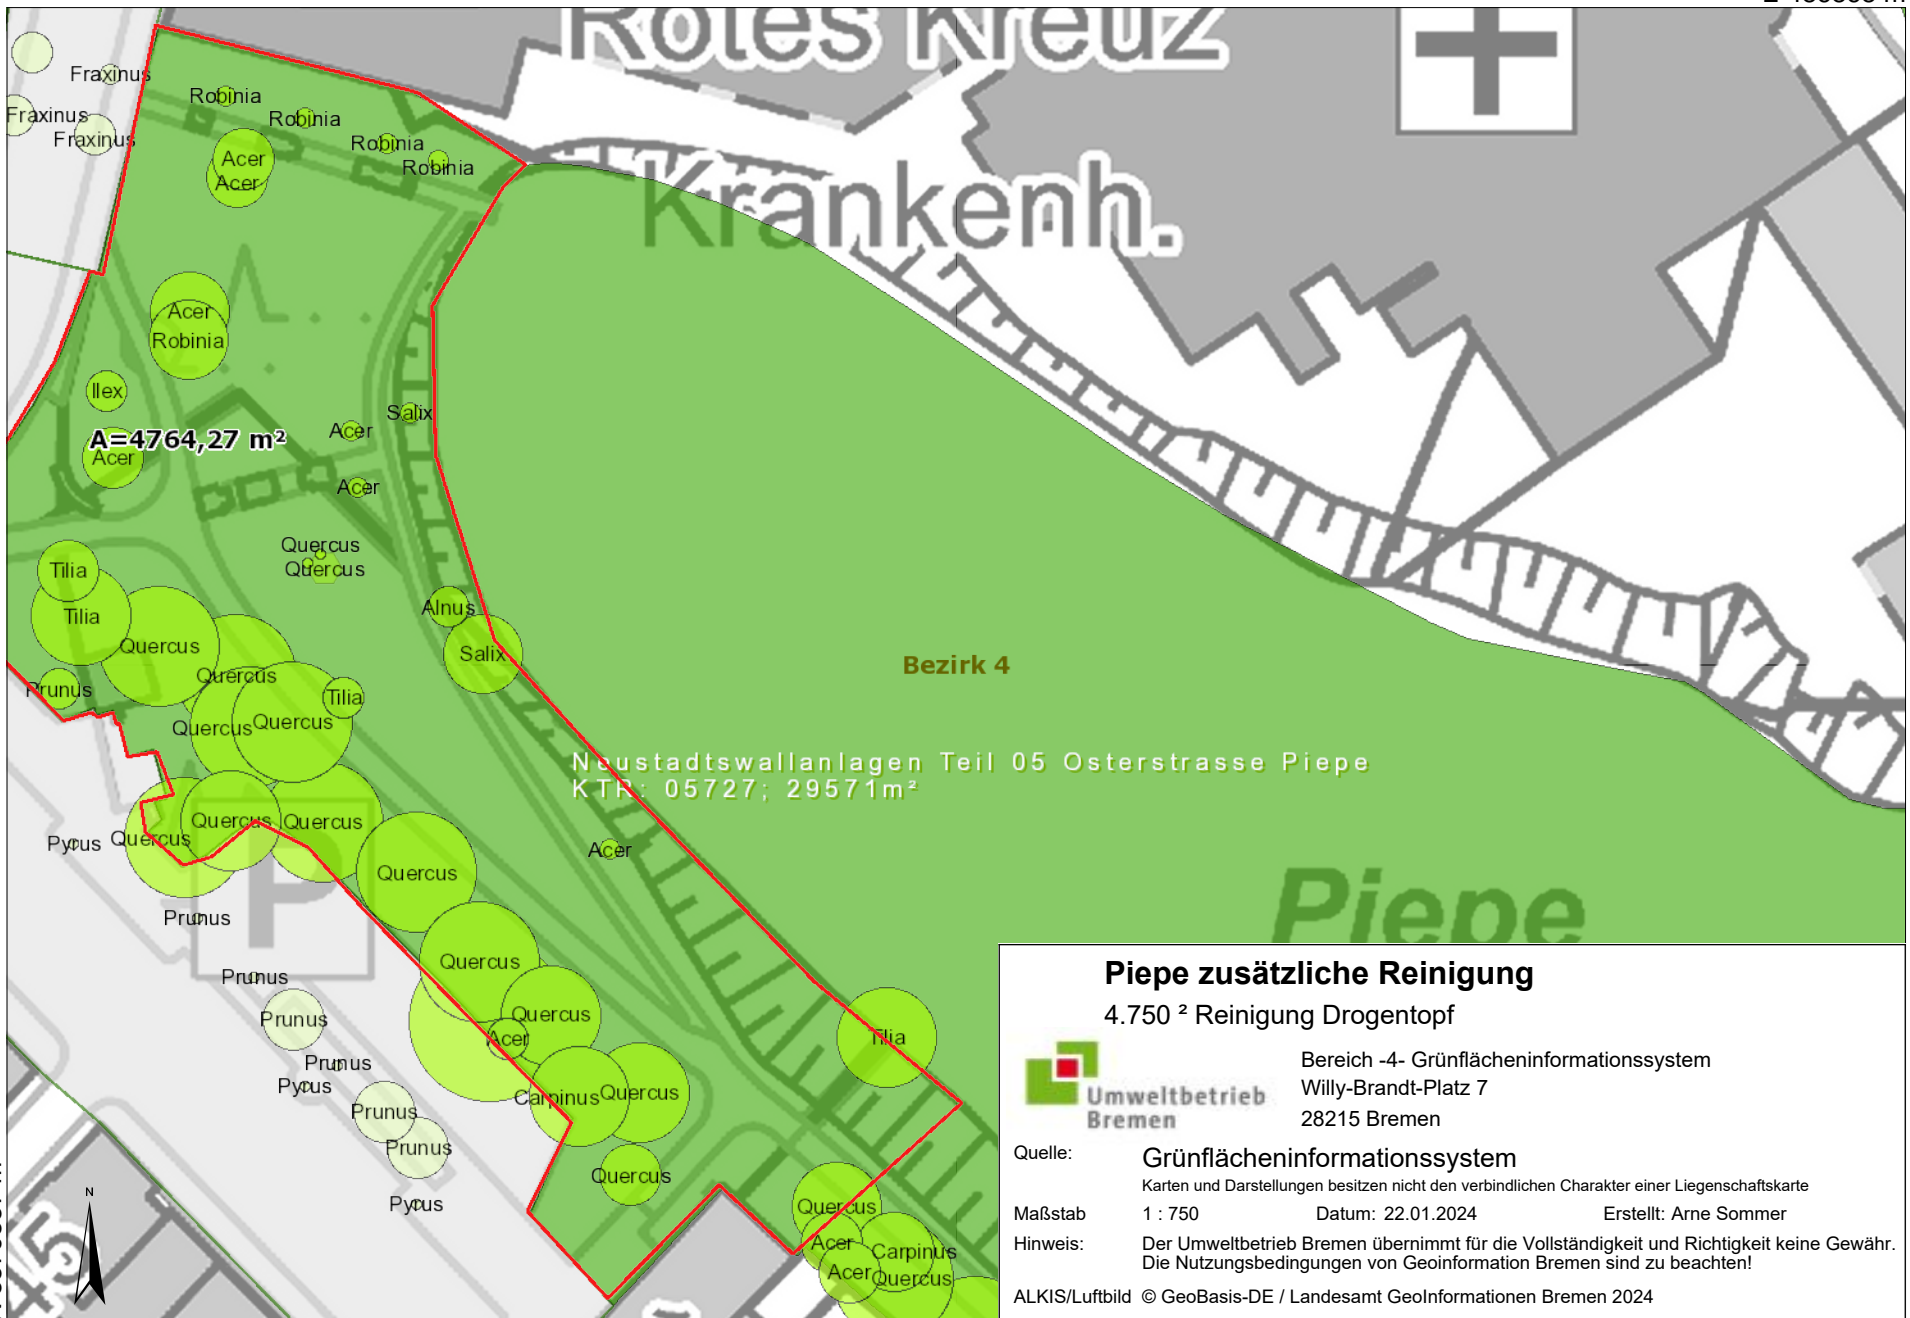 Rotes Kreuz
Krankenh.
Fraxinus
Fraxinus
Fraxinus
Robinia
Robinia
Robinia
Robinia
Acer
Acer
Acer
Robinia
Ilex
A=4764,27 m²
Acer
Salix
Acer
Acer
Quercus
Quercus
Tilia
Tilia
Alnus
Quercus
Salix
Quercus
Prunus
Tilia
Quercus
Quercus
Bezirk 4
Neustadtswallanlagen Teil 05 Osterstrasse Piepe
KTR: 05727; 29571m²
Quercus
Quercus
Quercus
Pyrus
Acer
Quercus
P
Piepe
Prunus
Quercus
Prunus
Prunus
Quercus
Acer
Tilia
Prunus
Pyrus
Carpinus
Quercus
Prunus
Prunus
Quercus
Pyrus
Quercus
Acer
Carpinus
Acer
Quercus
N
45
Piepe zusätzliche Reinigung
4.750 ² Reinigung Drogentopf
Umweltbetrieb
Bremen
Bereich -4- Grünflächeninformationssystem
Willy-Brandt-Platz 7
28215 Bremen
Quelle: Grünflächeninformationssystem
Karten und Darstellungen besitzen nicht den verbindlichen Charakter einer Liegenschaftskarte
Maßstab 1 : 750 Datum: 22.01.2024 Erstellt: Arne Sommer
Hinweis: Der Umweltbetrieb Bremen übernimmt für die Vollständigkeit und Richtigkeit keine Gewähr.
Die Nutzungsbedingungen von Geoinformation Bremen sind zu beachten!
ALKIS/Luftbild © GeoBasis-DE / Landesamt GeoInformationen Bremen 2024